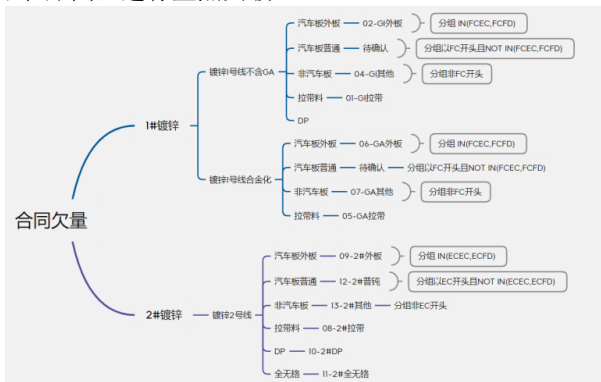 合同欠量
1#镀锌
镀锌1号线不含GA
汽车板外板 02-GI外板 分组 IN(FCEC,FCFD)
汽车板普通 待确认 分组以FC开头且NOT IN(FCEC,FCFD)
非汽车板 04-GI其他 分组非FC开头
拉带料 01-GI拉带
DP
镀锌1号线合金化
汽车板外板 06-GA外板 分组 IN(FCEC,FCFD)
汽车板普通 待确认 分组以FC开头且NOT IN(FCEC,FCFD)
非汽车板 07-GA其他 分组非FC开头
拉带料 05-GA拉带
2#镀锌
镀锌2号线
汽车板外板 09-2#外板 分组 IN(ECEC,ECFD)
汽车板普通 12-2#普钝 分组以EC开头且NOT IN(ECEC,ECFD)
非汽车板 13-2#其他 分组非EC开头
拉带料 08-2#拉带
DP 10-2#DP
全无铬 11-2#全无铬